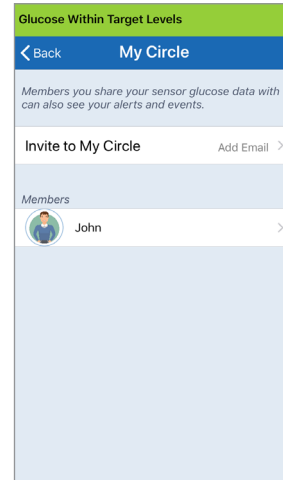 Glucose Within Target Levels
Back My Circle
Members you share your sensor glucose data with
can also see your alerts and events.
Invite to My Circle Add Email
Members
John